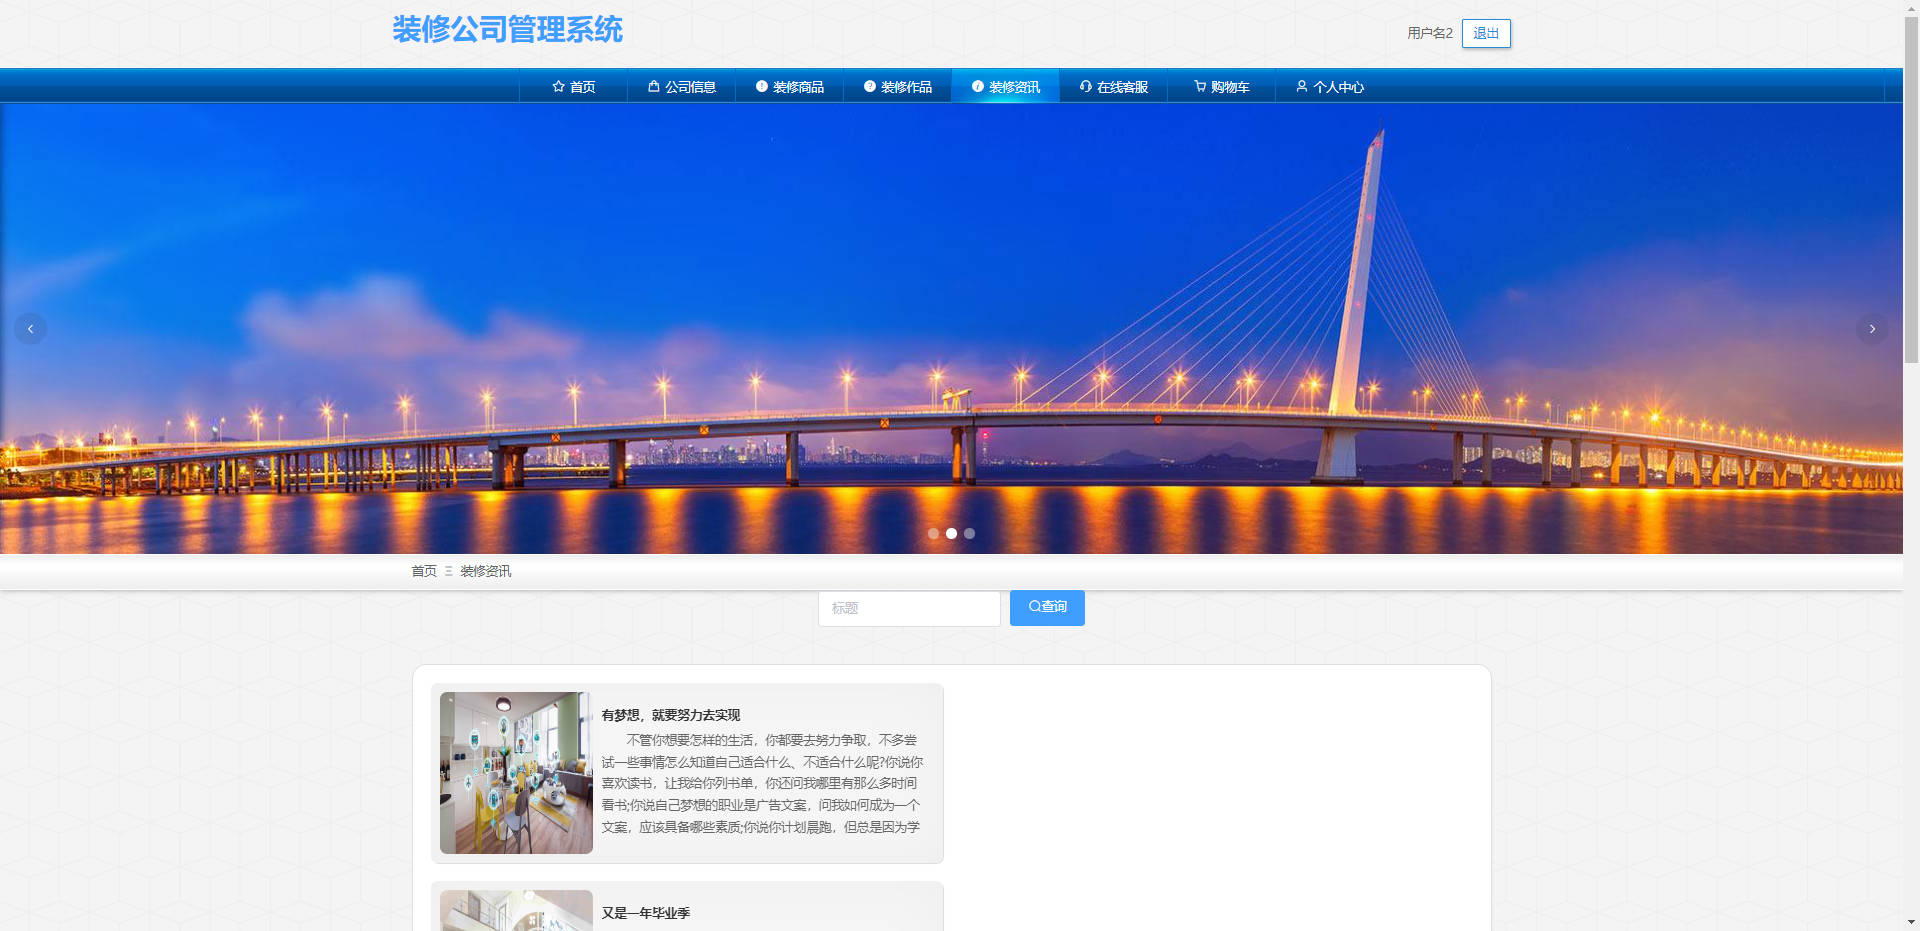 装修公司管理系统
用户名2 退出
首页 公司信息 装修商品 装修作品 装修资讯 在线客服 购物车 个人中心
首页 装修资讯
标题 查询
有梦想，就要努力去实现
不管你想要怎样的生活，你都要去努力争取，不多尝
试一些事情怎么知道自己适合什么、不适合什么呢?你说你
喜欢读书，让我给你列书单，你还问我哪里有那么多时间
看书;你说自己梦想的职业是广告文案，问我如何成为一个
文案，应该具备哪些素质;你说你计划晨跑，但总是因为学
又是一年毕业季